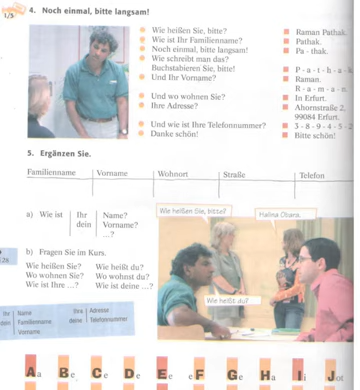 4. Noch einmal, bitte langsam!
1/3
Wie heißen Sie, bitte? Raman Pathak.
Wie ist Ihr Familienname? Pathak.
Noch einmal, bitte langsam! Pa - thak.
Wie schreibt man das?
Buchstabieren Sie, bitte! P - a - t - h - a - k
Und Ihr Vorname? Raman.
R - a - m - a - n.
Und wo wohnen Sie? In Erfurt.
Ihre Adresse? Ahornstraße 2,
99084 Erfurt.
Und wie ist Ihre Telefonnummer? 3 - 8 - 9 - 4 - 5 - 2
Danke schön! Bitte schön!
5. Ergänzen Sie.
Familienname Vorname Wohnort Straße Telefon
a) Wie ist Ihr Name?
dein Vorname?
...?
Wie heißen Sie, bitte?
Halina Obara.
b) Fragen Sie im Kurs.
Wie heißen Sie? Wie heißt du?
Wo wohnen Sie? Wo wohnst du?
Wie ist Ihre ...? Wie ist deine ...?
Wie heißt du?
Ihr Name Ihre Adresse
dein Familienname deine Telefonnummer
Vorname
A a B e C e D e E e e F G e H a I i J ot